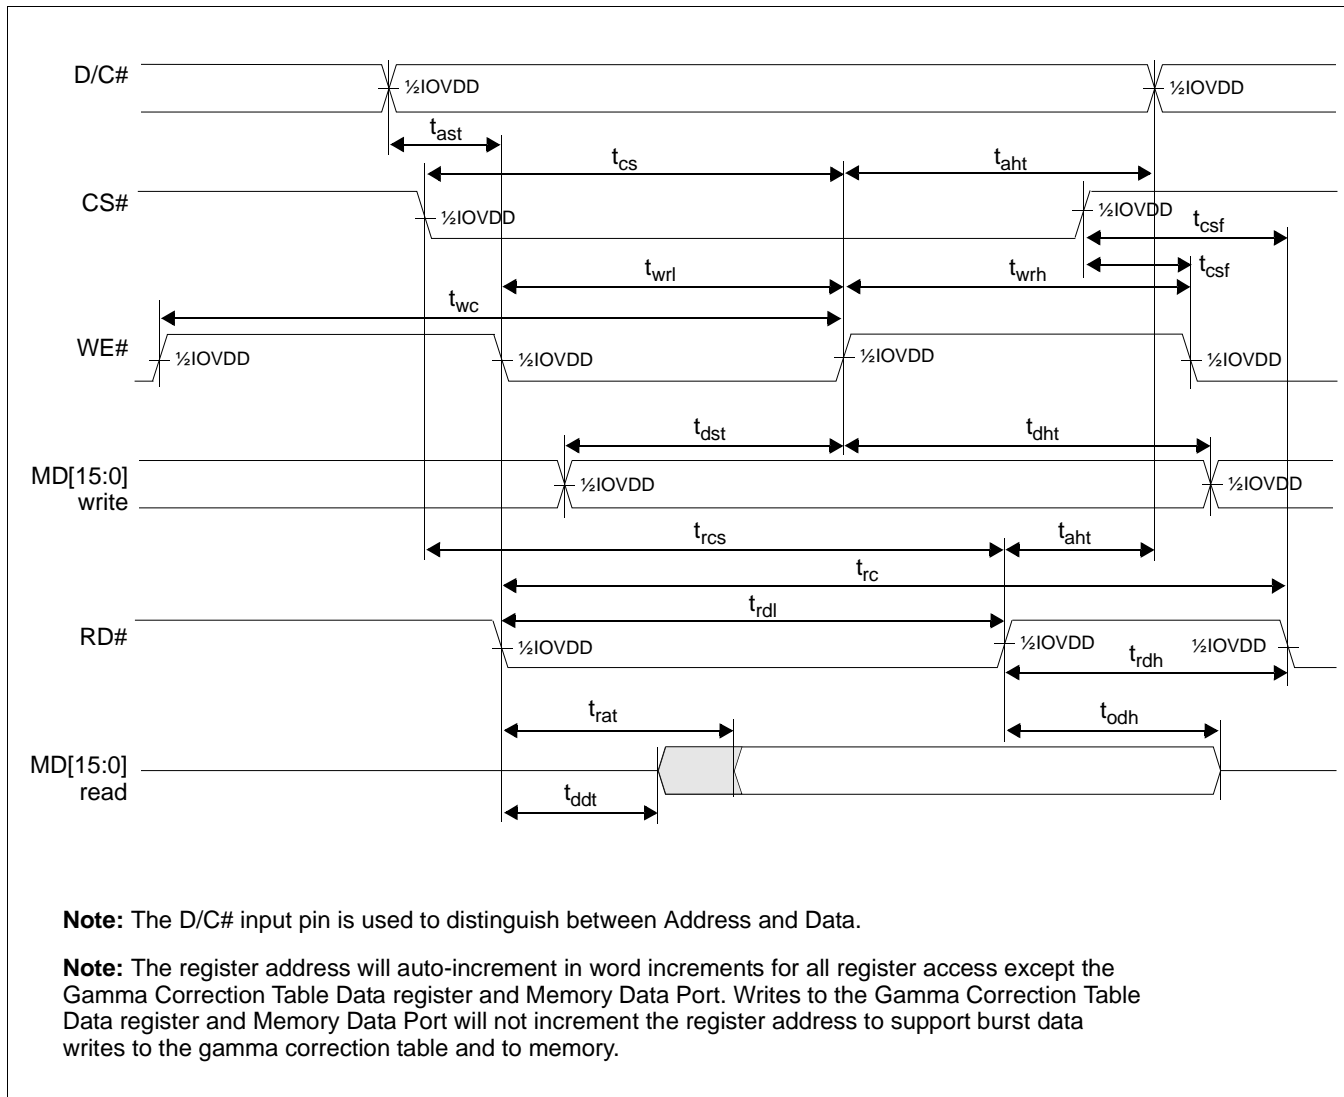 D/C#
½IOVDD
½IOVDD
tast
tcs
taht
CS#
½IOVDD
½IOVDD
tcsf
twrl
twrh
tcsf
twc
WE#
½IOVDD
½IOVDD
½IOVDD
½IOVDD
tdst
tdht
MD[15:0]
write
½IOVDD
½IOVDD
trcs
taht
trc
trdl
RD#
½IOVDD
½IOVDD
½IOVDD
trdh
trat
todh
MD[15:0]
read
tddt
Note: The D/C# input pin is used to distinguish between Address and Data.
Note: The register address will auto-increment in word increments for all register access except the
Gamma Correction Table Data register and Memory Data Port. Writes to the Gamma Correction Table
Data register and Memory Data Port will not increment the register address to support burst data
writes to the gamma correction table and to memory.